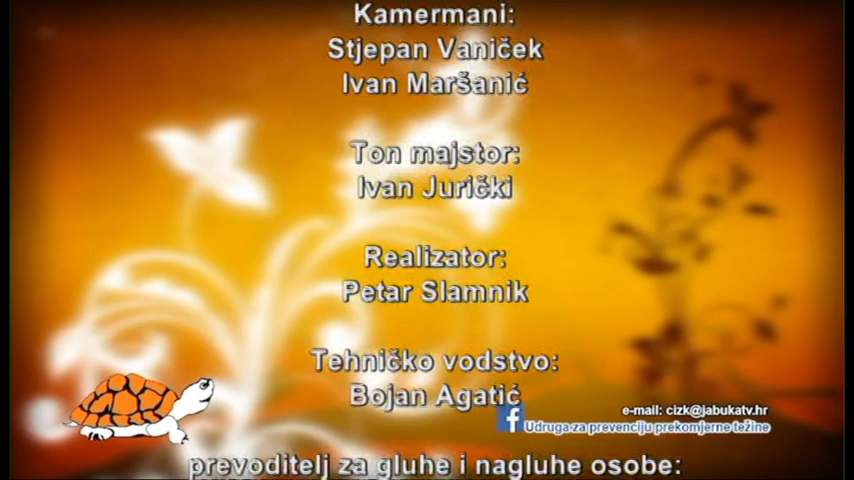 Kamermani:
Stjepan Vaniček
Ivan Maršanić
Ton majstor:
Ivan Jurički
Realizator:
Petar Slamnik
Tehničko vodstvo:
Bojan Agatić
e-mail: cizk@jabukatv.hr
f Udruga za prevenciju prekomjerne težine
prevoditelj za gluhe i nagluhe osobe: